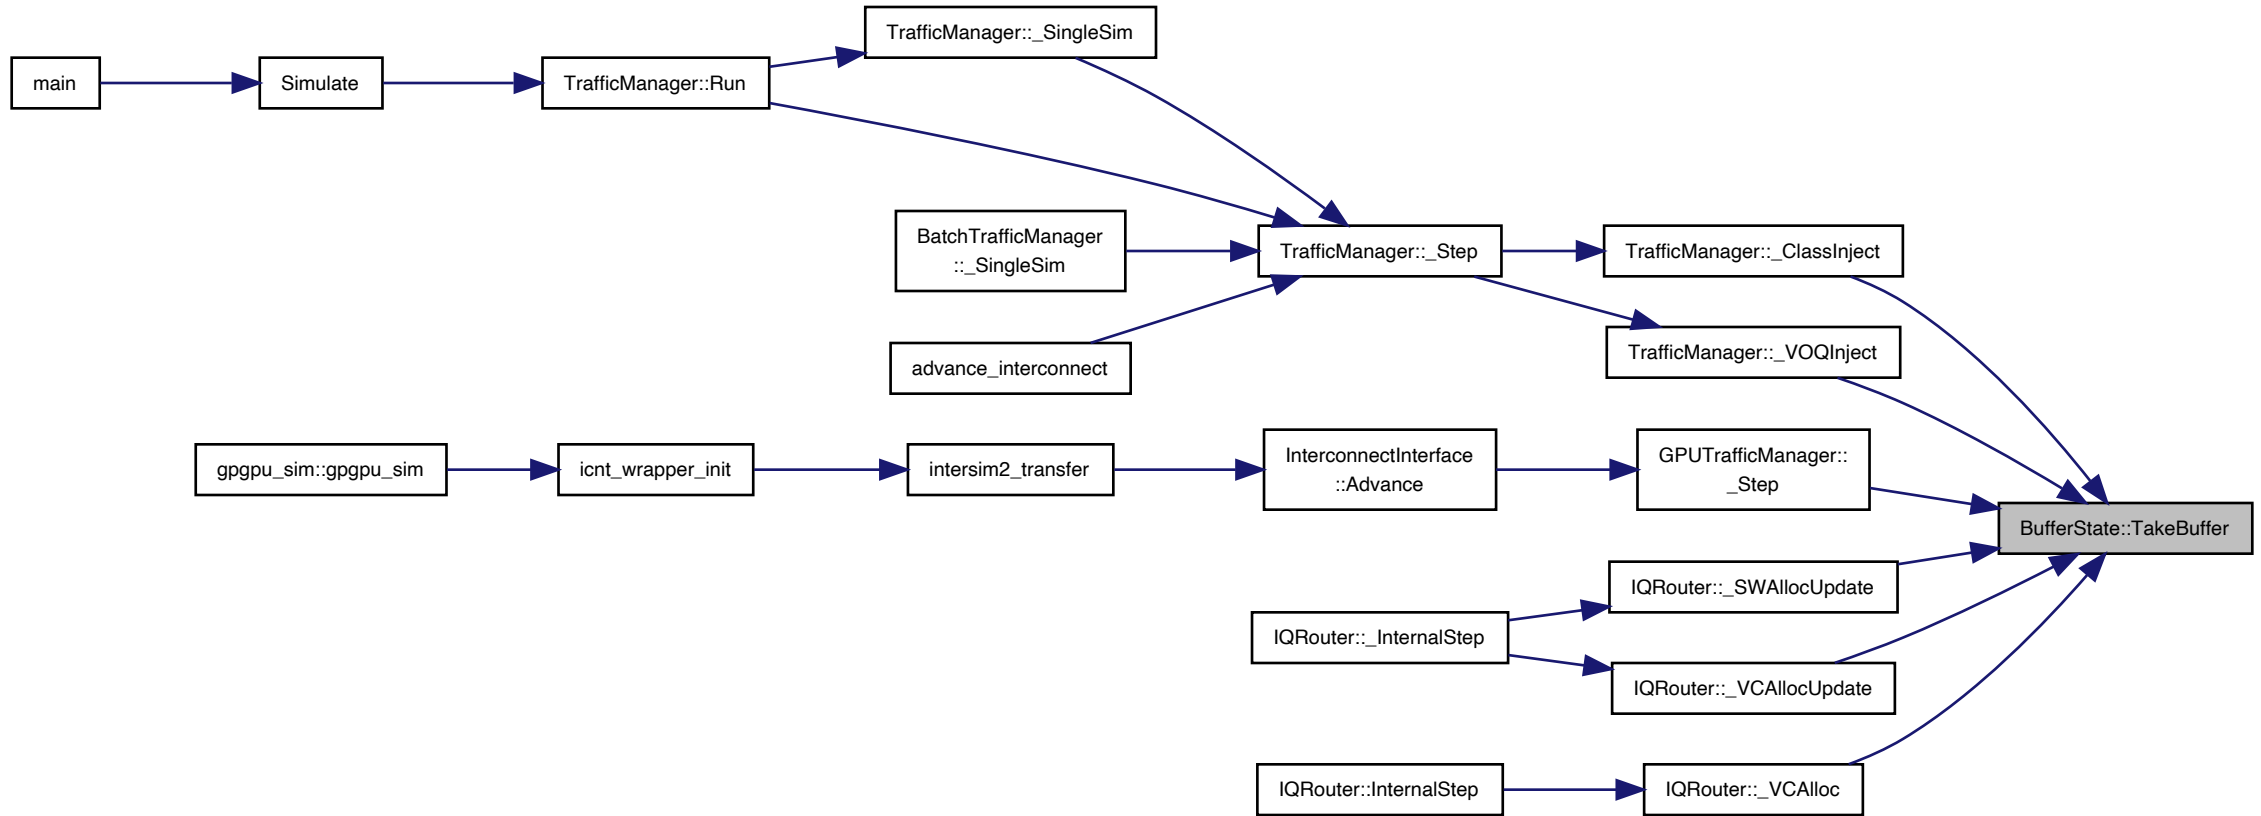 TrafficManager::_SingleSim
main
Simulate
TrafficManager::Run
BatchTrafficManager
::_SingleSim
TrafficManager::_Step
TrafficManager::_ClassInject
TrafficManager::_VOQInject
advance_interconnect
gpgpu_sim::gpgpu_sim
icnt_wrapper_init
intersim2_transfer
InterconnectInterface
::Advance
GPUTrafficManager::
_Step
BufferState::TakeBuffer
IQRouter::_SWAllocUpdate
IQRouter::_InternalStep
IQRouter::_VCAllocUpdate
IQRouter::InternalStep
IQRouter::_VCAlloc